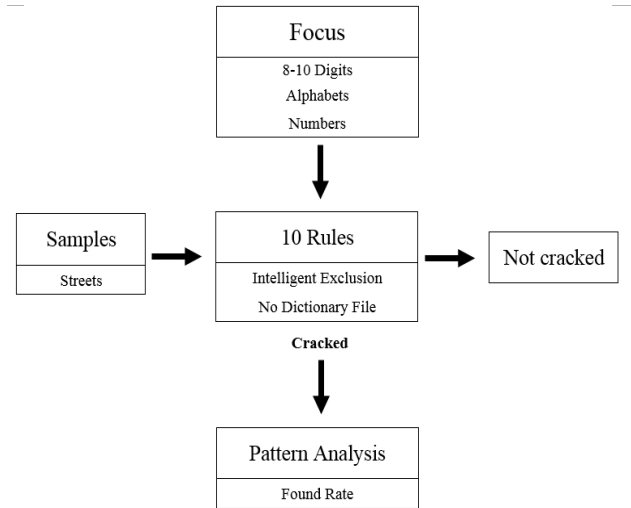 Focus
8-10 Digits
Alphabets
Numbers
Samples
Streets
10 Rules
Intelligent Exclusion
No Dictionary File
Not cracked
Cracked
Pattern Analysis
Found Rate